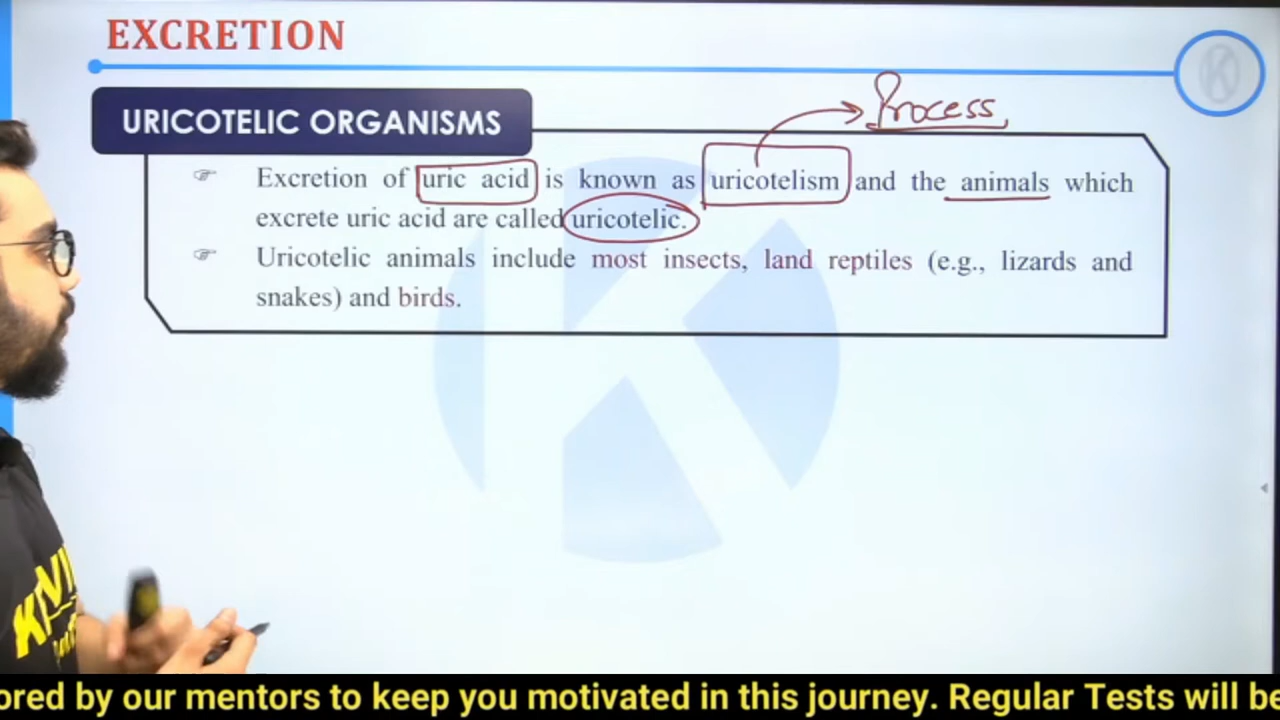 EXCRETION
Process
URICOTELIC ORGANISMS
Excretion of uric acid is known as uricotelism and the animals which
excrete uric acid are called uricotelic.
Uricotelic animals include most insects, land reptiles (e.g., lizards and
snakes) and birds.
ored by our mentors to keep you motivated in this journey. Regular Tests will be